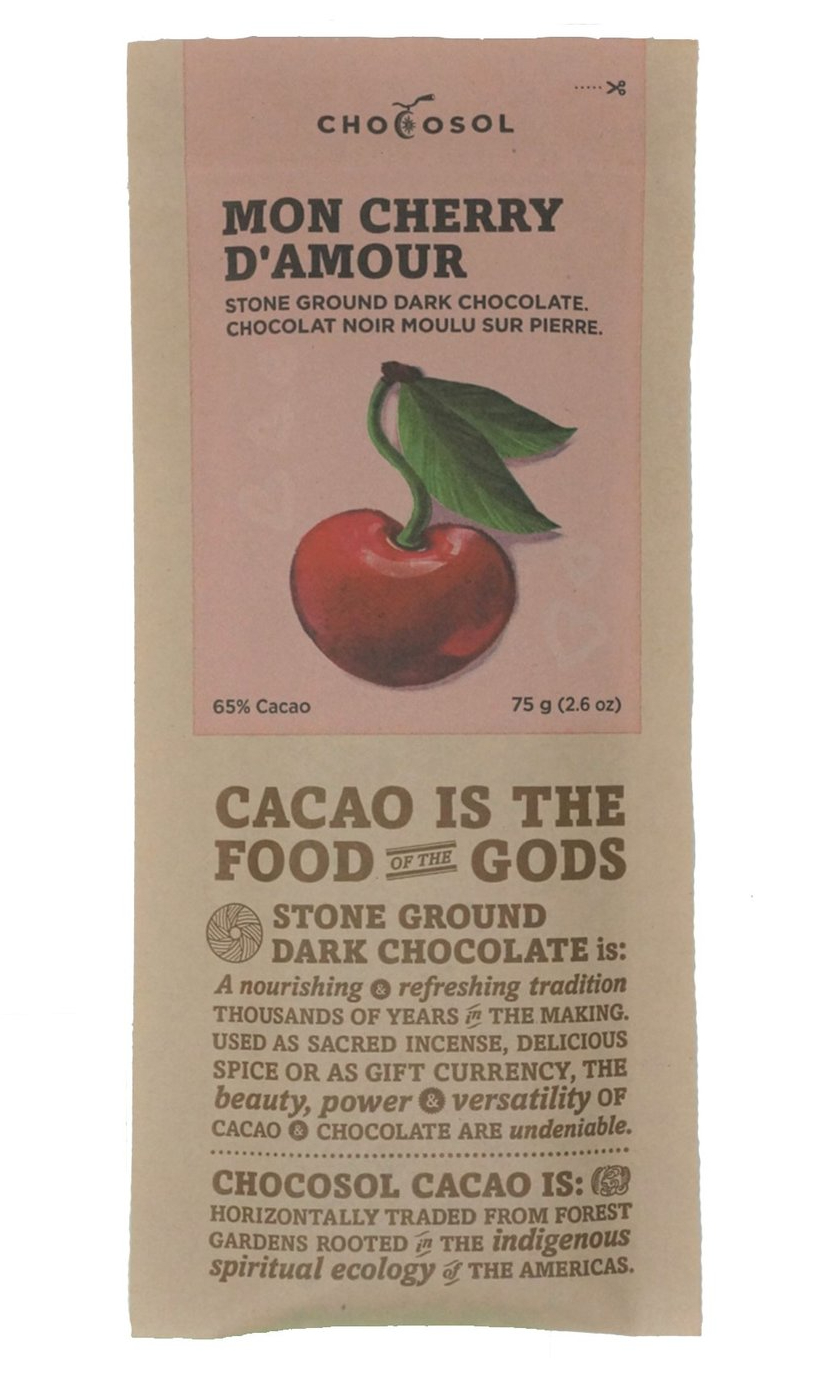 CHOCOSOL
MON CHERRY
D'AMOUR
STONE GROUND DARK CHOCOLATE.
CHOCOLAT NOIR MOULU SUR PIERRE.
65% Cacao 75 g (2.6 oz)
CACAO IS THE
FOOD OF THE GODS
STONE GROUND
DARK CHOCOLATE is:
A nourishing & refreshing tradition
THOUSANDS OF YEARS in THE MAKING.
USED AS SACRED INCENSE, DELICIOUS
SPICE OR AS GIFT CURRENCY, THE
beauty, power & versatility OF
CACAO & CHOCOLATE ARE undeniable.
CHOCOSOL CACAO IS:
HORIZONTALLY TRADED FROM FOREST
GARDENS ROOTED in THE indigenous
spiritual ecology of THE AMERICAS.